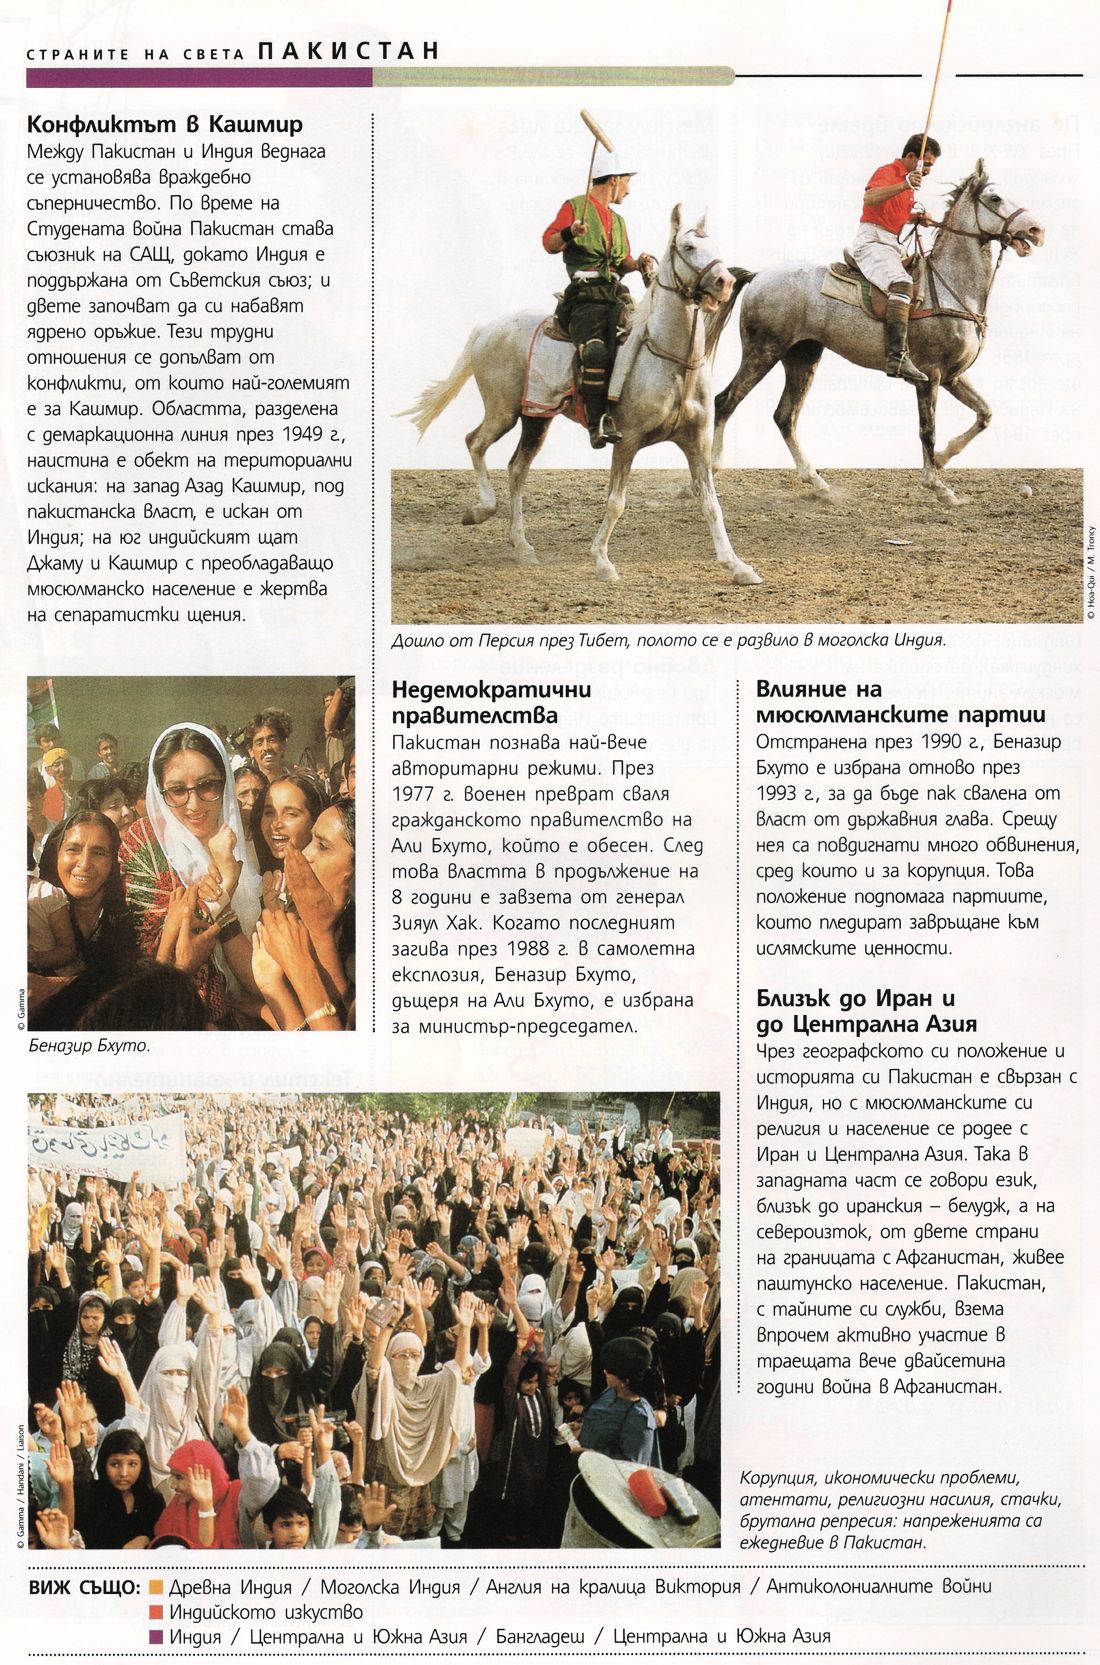 СТРАНИТЕ НА СВЕТА ПАКИСТАН
Конфликтът в Кашмир
Между Пакистан и Индия веднага
се установява враждебно
съперничество. По време на
Студената война Пакистан става
съюзник на САЩ, докато Индия е
поддържана от Съветския съюз; и
двете започват да си набавят
ядрено оръжие. Тези трудни
отношения се допълват от
конфликти, от които най-големият
е за Кашмир. Областта, разделена
с демаркационна линия през 1949 г.,
наистина е обект на териториални
искания: на запад Азад Кашмир, под
пакистанска власт, е искан от
Индия; на юг индийският щат
Джаму и Кашмир с преобладаващо
мюсюлманско население е жертва
на сепаратистки щения.
© Hoa-Qui / M. Troncy
Дошло от Персия през Тибет, полото се е развило в моголска Индия.
© Gamma
Беназир Бхуто.
Недемократични
правителства
Пакистан познава най-вече
авторитарни режими. През
1977 г. военен преврат сваля
гражданското правителство на
Али Бхуто, който е обесен. След
това властта в продължение на
8 години е завзета от генерал
Зияул Хак. Когато последният
загива през 1988 г. в самолетна
експлозия, Беназир Бхуто,
дъщеря на Али Бхуто, е избрана
за министър-председател.
Влияние на
мюсюлманските партии
Отстранена през 1990 г., Беназир
Бхуто е избрана отново през
1993 г., за да бъде пак свалена от
власт от държавния глава. Срещу
нея са повдигнати много обвинения,
сред които и за корупция. Това
положение подпомага партиите,
които пледират завръщане към
ислямските ценности.
Близък до Иран и
до Централна Азия
Чрез географското си положение и
историята си Пакистан е свързан с
Индия, но с мюсюлманските си
религия и население се родее с
Иран и Централна Азия. Така в
западната част се говори език,
близък до иранския – белудж, а на
североизток, от двете страни
на границата с Афганистан, живее
паштунско население. Пакистан,
с тайните си служби, взема
впрочем активно участие в
траещата вече двайсетина
години война в Афганистан.
© Gamma / Handani / Liaison
Корупция, икономически проблеми,
атентати, религиозни насилия, стачки,
брутална репресия: напреженията са
ежедневие в Пакистан.
ВИЖ СЪЩО: Древна Индия / Моголска Индия / Англия на кралица Виктория / Антиколониалните войни
Индийското изкуство
Индия / Централна и Южна Азия / Бангладеш / Централна и Южна Азия